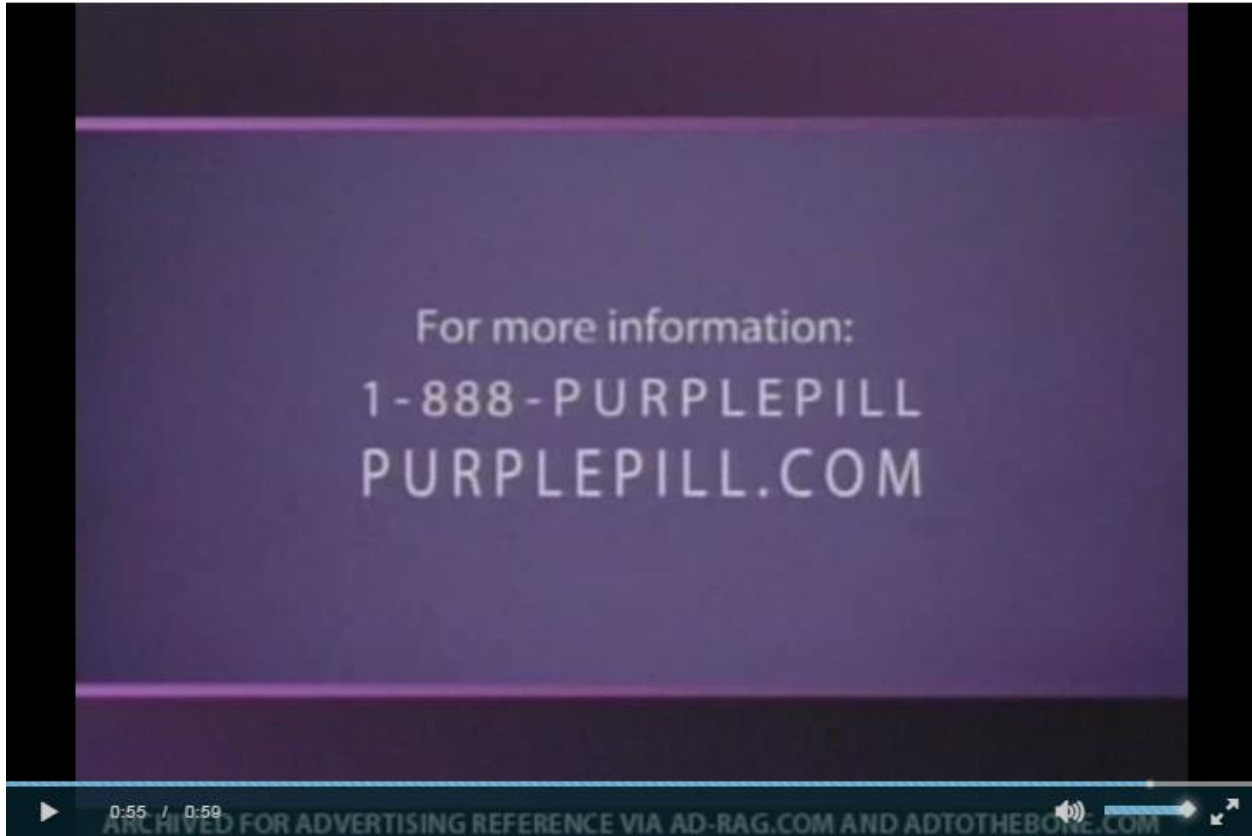 For more information:
1-888-PURPLEPILL
PURPLEPILL.COM
0:55 / 0:59
ARCHIVED FOR ADVERTISING REFERENCE VIA AD-RAG.COM AND ADTOTHEBONE.COM